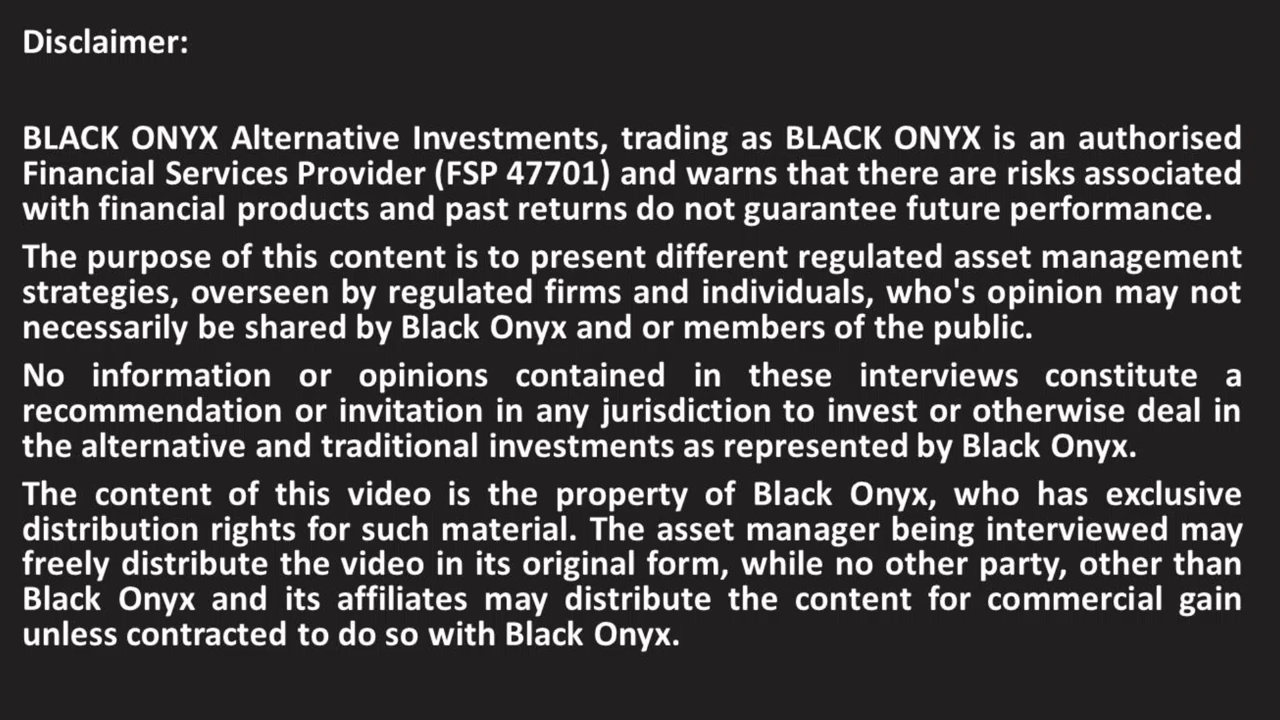 Disclaimer:
BLACK ONYX Alternative Investments, trading as BLACK ONYX is an authorised
Financial Services Provider (FSP 47701) and warns that there are risks associated
with financial products and past returns do not guarantee future performance.
The purpose of this content is to present different regulated asset management
strategies, overseen by regulated firms and individuals, who's opinion may not
necessarily be shared by Black Onyx and or members of the public.
No information or opinions contained in these interviews constitute a
recommendation or invitation in any jurisdiction to invest or otherwise deal in
the alternative and traditional investments as represented by Black Onyx.
The content of this video is the property of Black Onyx, who has exclusive
distribution rights for such material. The asset manager being interviewed may
freely distribute the video in its original form, while no other party, other than
Black Onyx and its affiliates may distribute the content for commercial gain
unless contracted to do so with Black Onyx.